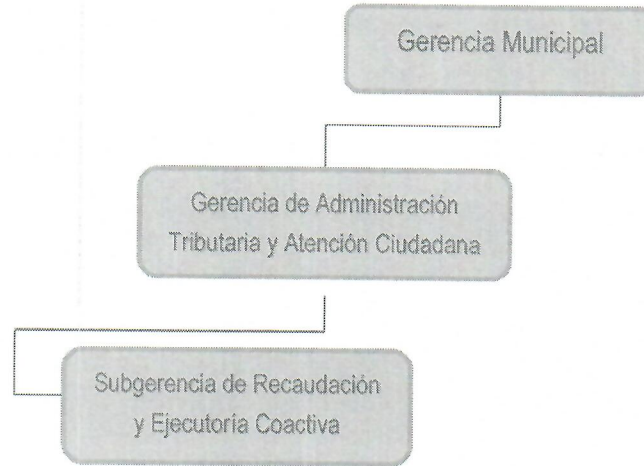 Gerencia Municipal
Gerencia de Administración
Tributaria y Atención Ciudadana
Subgerencia de Recaudación
y Ejecutoría Coactiva